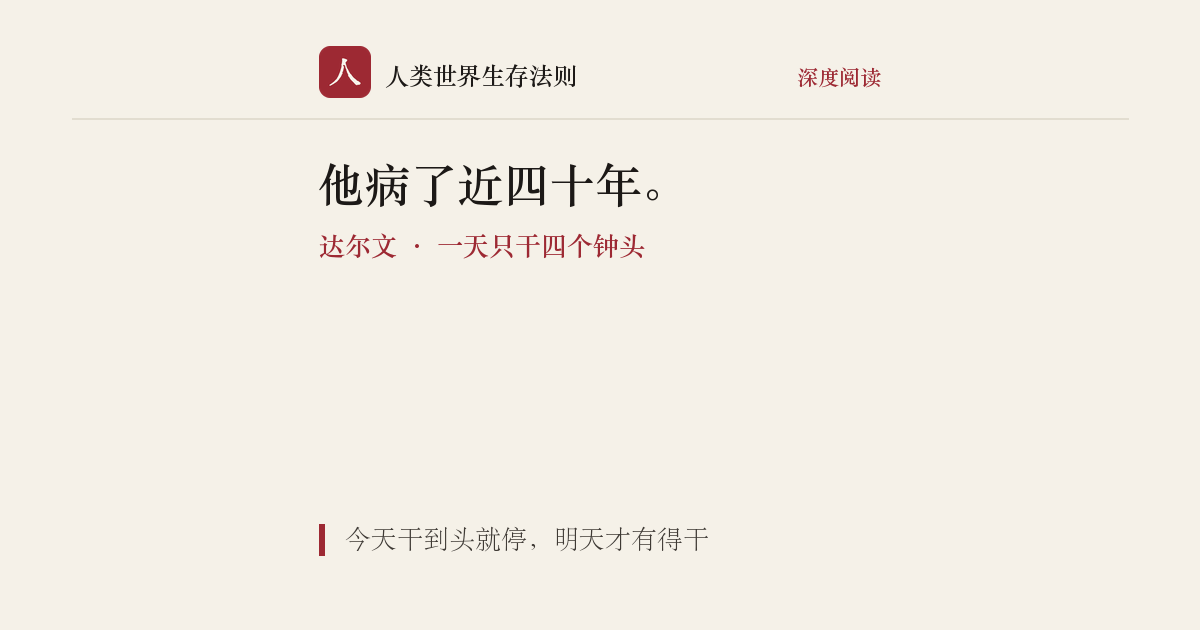 人 人类世界生存法则 深度阅读
他病了近四十年。
达尔文 · 一天只干四个钟头
今天干到头就停，明天才有得干